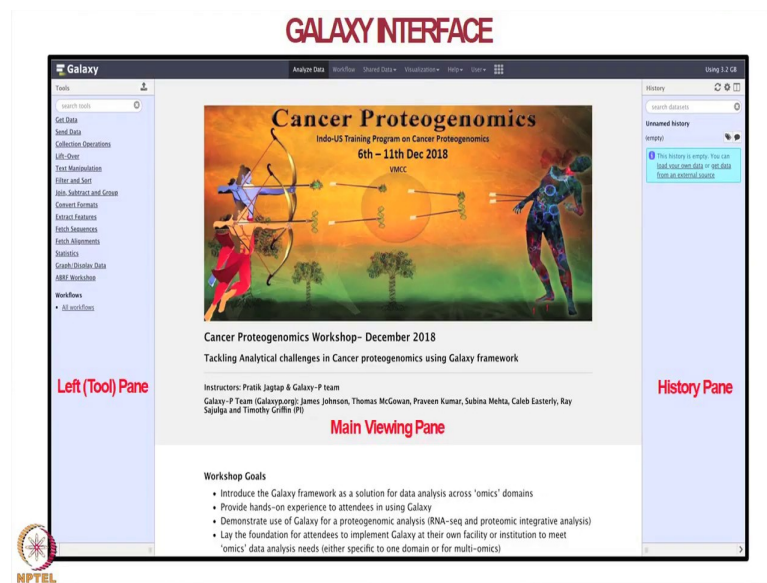 GALAXY INTERFACE
Galaxy
Analyze Data Workflow Shared Data Visualization Help User
Using 3.2 GB
Tools
search tools
Get Data
Send Data
Collection Operations
Lift-Over
Text Manipulation
Filter and Sort
Join, Subtract and Group
Convert Formats
Extract Features
Fetch Sequences
Fetch Alignments
Statistics
Graph/Display Data
ABRF Workshop
Workflows
• All workflows
Left (Tool) Pane
Cancer Proteogenomics
Indo-US Training Program on Cancer Proteogenomics
6th - 11th Dec 2018
VMCC
Cancer Proteogenomics Workshop- December 2018
Tackling Analytical challenges in Cancer proteogenomics using Galaxy framework
Instructors: Pratik Jagtap & Galaxy-P team
Galaxy-P Team (Galaxyp.org): James Johnson, Thomas McGowan, Praveen Kumar, Subina Mehta, Caleb Easterly, Ray
Sajulga and Timothy Griffin (PI)
Main Viewing Pane
Workshop Goals
• Introduce the Galaxy framework as a solution for data analysis across 'omics' domains
• Provide hands-on experience to attendees in using Galaxy
• Demonstrate use of Galaxy for a proteogenomic analysis (RNA-seq and proteomic integrative analysis)
• Lay the foundation for attendees to implement Galaxy at their own facility or institution to meet
'omics' data analysis needs (either specific to one domain or for multi-omics)
History
search datasets
Unnamed history
(empty)
This history is empty. You can
load your own data or get data
from an external source
History Pane
NPTEL